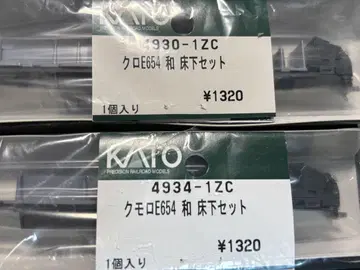 4930-1ZC
クロE654 和 床下セット
¥1320
1個入り
KATO
PRECISION RAILROAD MODELS
4934-1ZC
クモロE654 和 床下セット
¥1320
1個入り